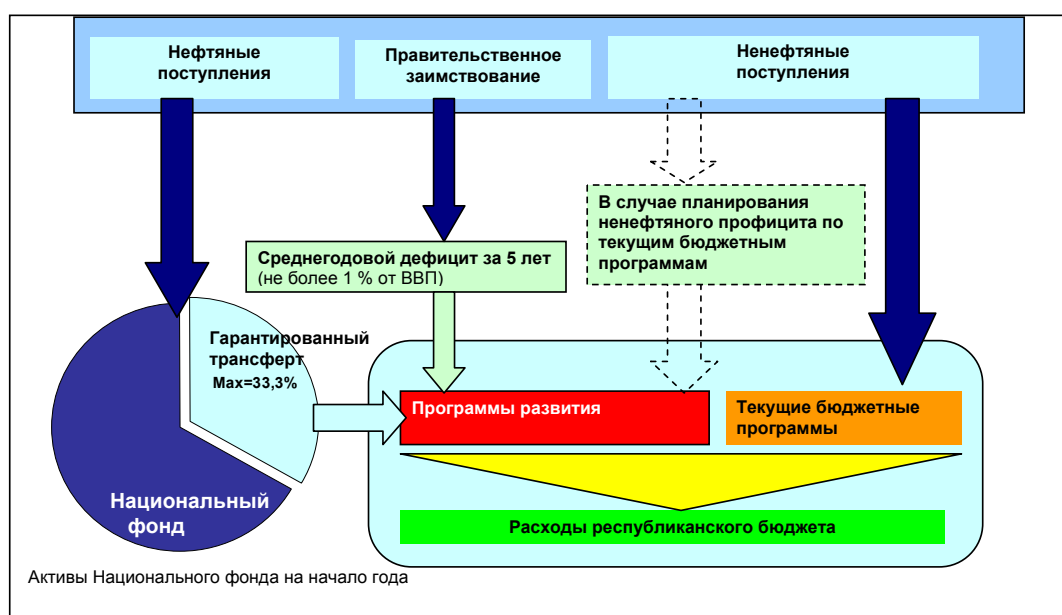 Нефтяные
поступления
Правительственное
заимствование
Ненефтяные
поступления
В случае планирования
ненефтяного профицита по
текущим бюджетным
программам
Среднегодовой дефицит за 5 лет
(не более 1 % от ВВП)
Гарантированный
трансферт
Max=33,3%
Программы развития
Текущие бюджетные
программы
Национальный
фонд
Расходы республиканского бюджета
Активы Национального фонда на начало года